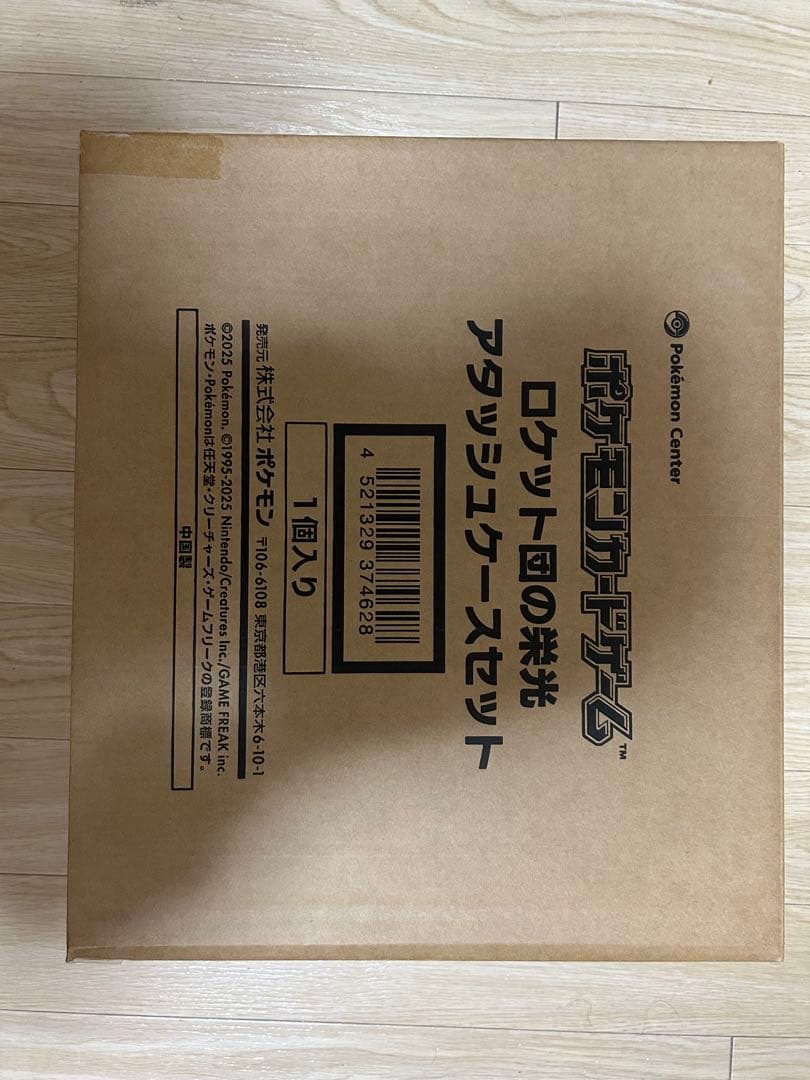 Pokémon Center
ポケモンカードゲーム™
ロケット団の栄光
アタッシュケースセット
4 521329 374628
1個入り
発売元 株式会社 ポケモン 〒106-6108 東京都港区六本木6-10-1
©2025 Pokémon. ©1995-2025 Nintendo/Creatures Inc./GAME FREAK inc.
ポケモン・Pokémonは任天堂・クリーチャーズ・ゲームフリークの登録商標です。
中国製